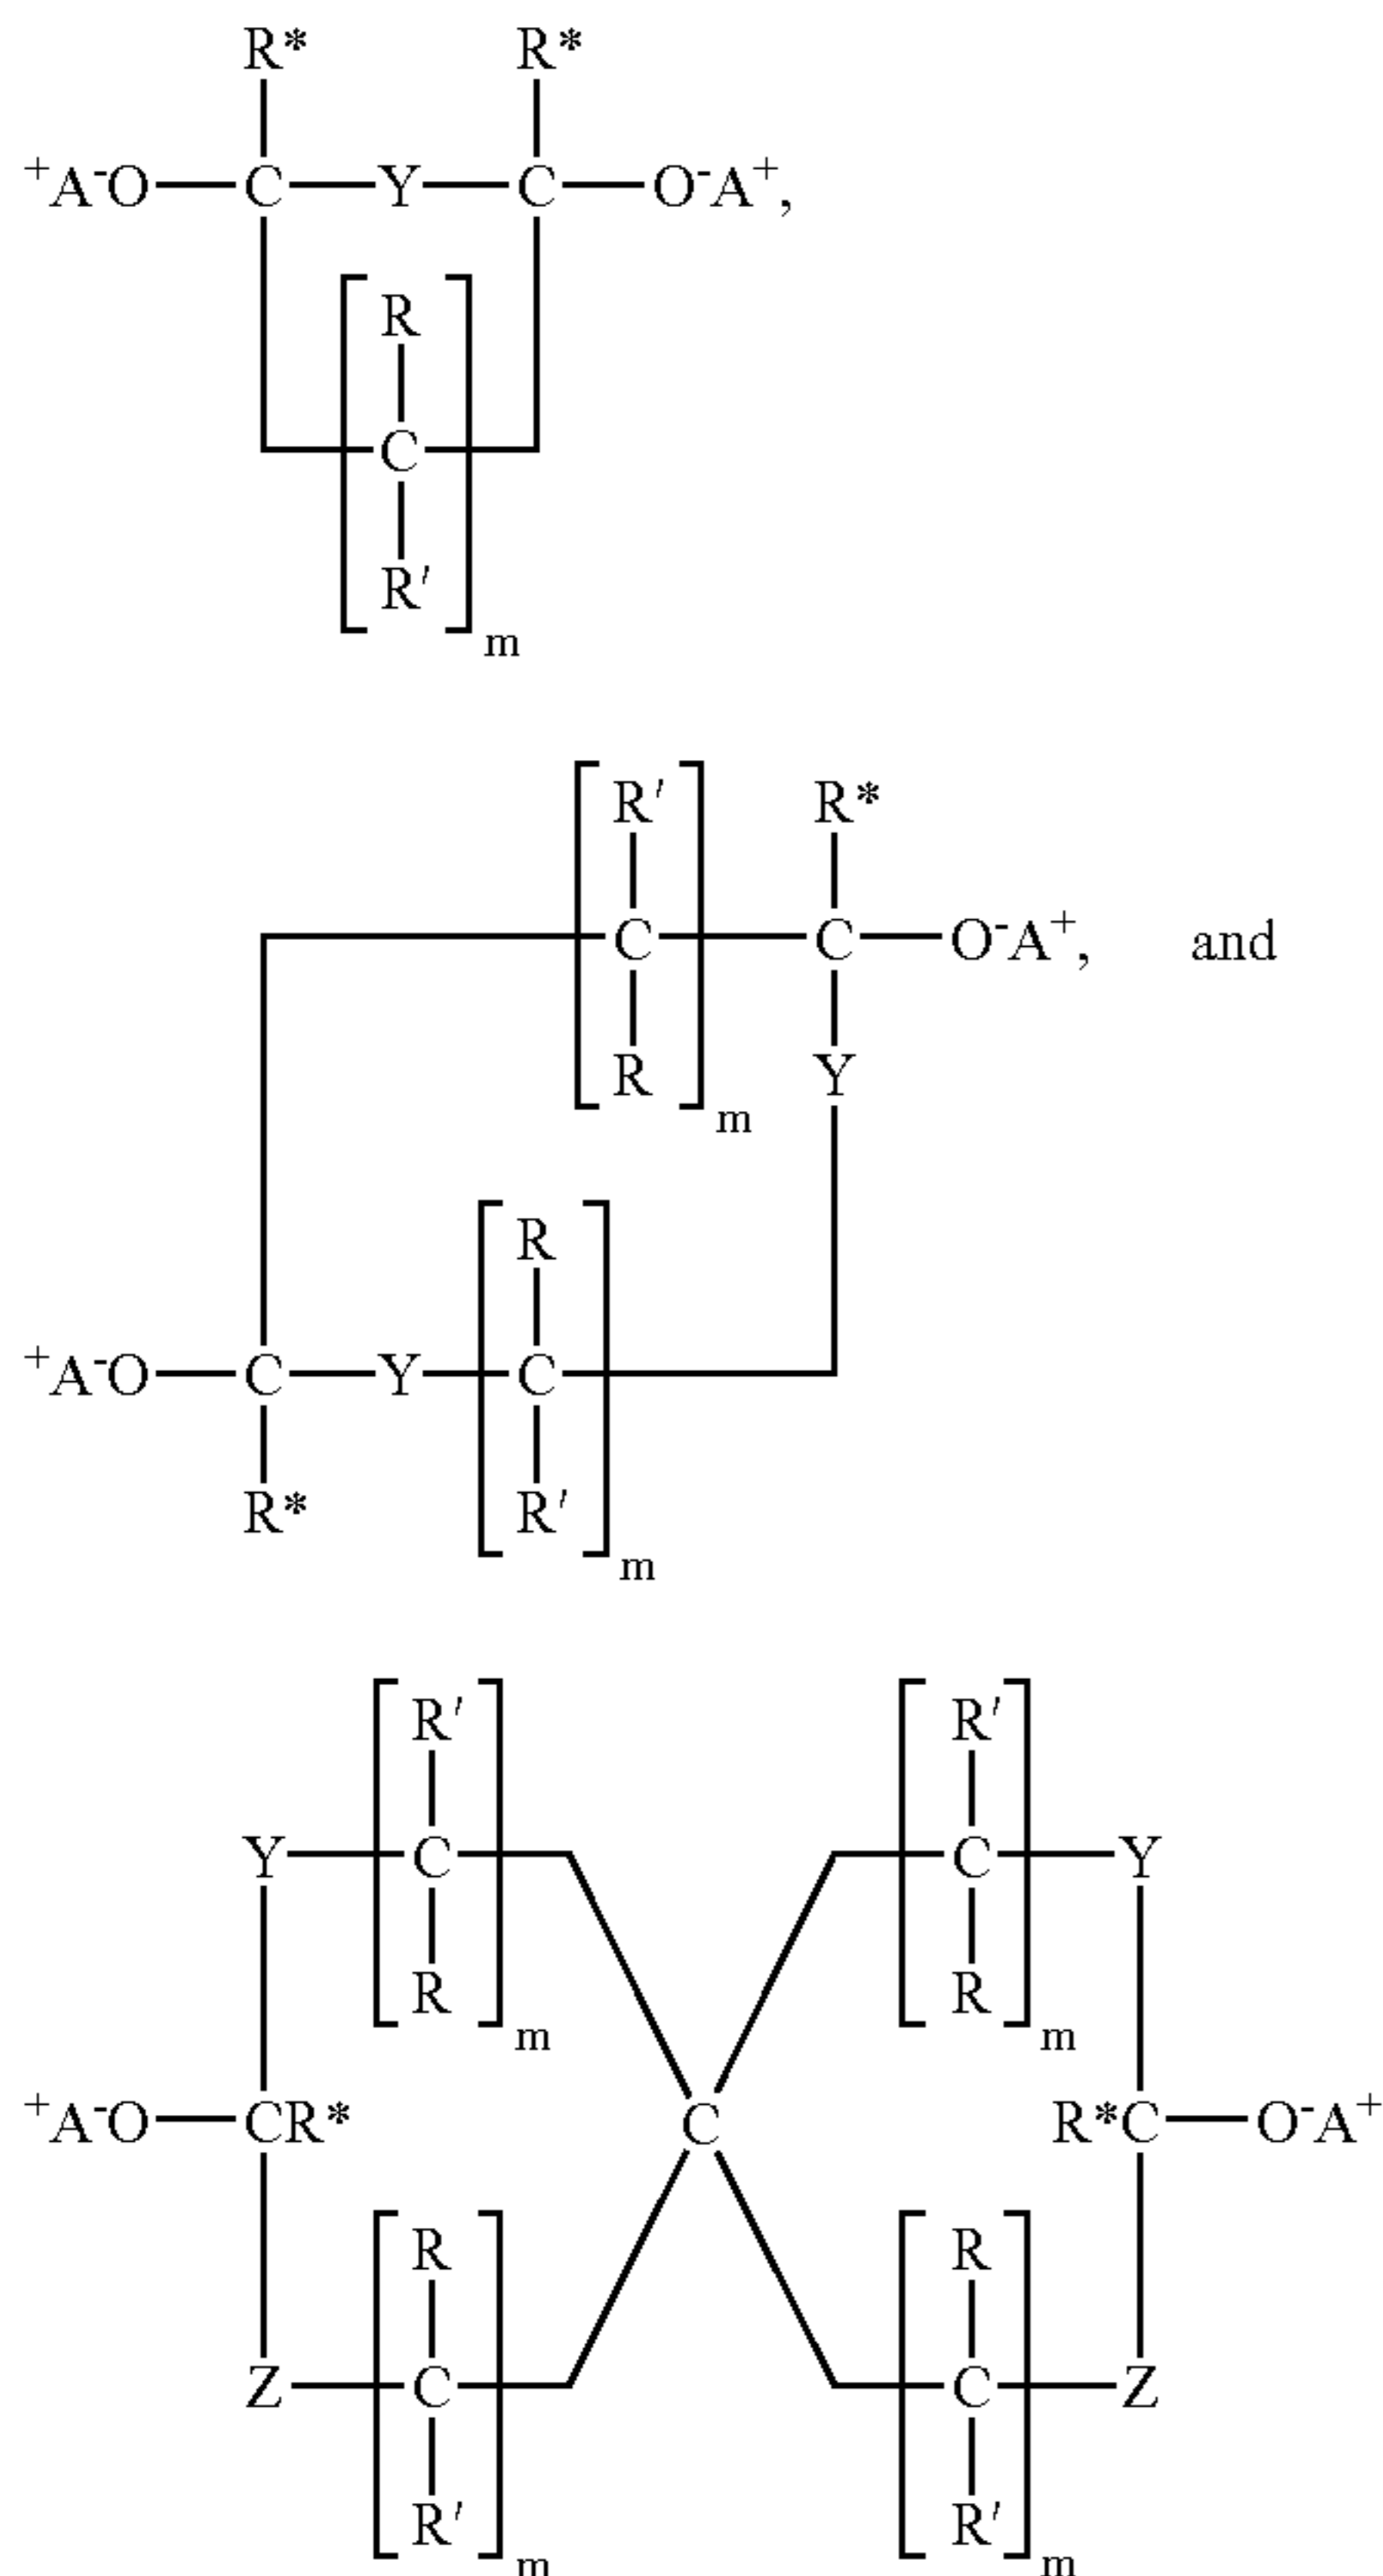 R* R*
⁺A⁻O—C—Y—C—O⁻A⁺,
R
C
R'
m
R' R*
C C—O⁻A⁺, and
R Y
m
R
⁺A⁻O—C—Y—C
R* R'
m
R' R'
Y—C C—Y
R R
m m
⁺A⁻O—CR* C R*C—O⁻A⁺
R R
Z—C C—Z
R' R'
m m